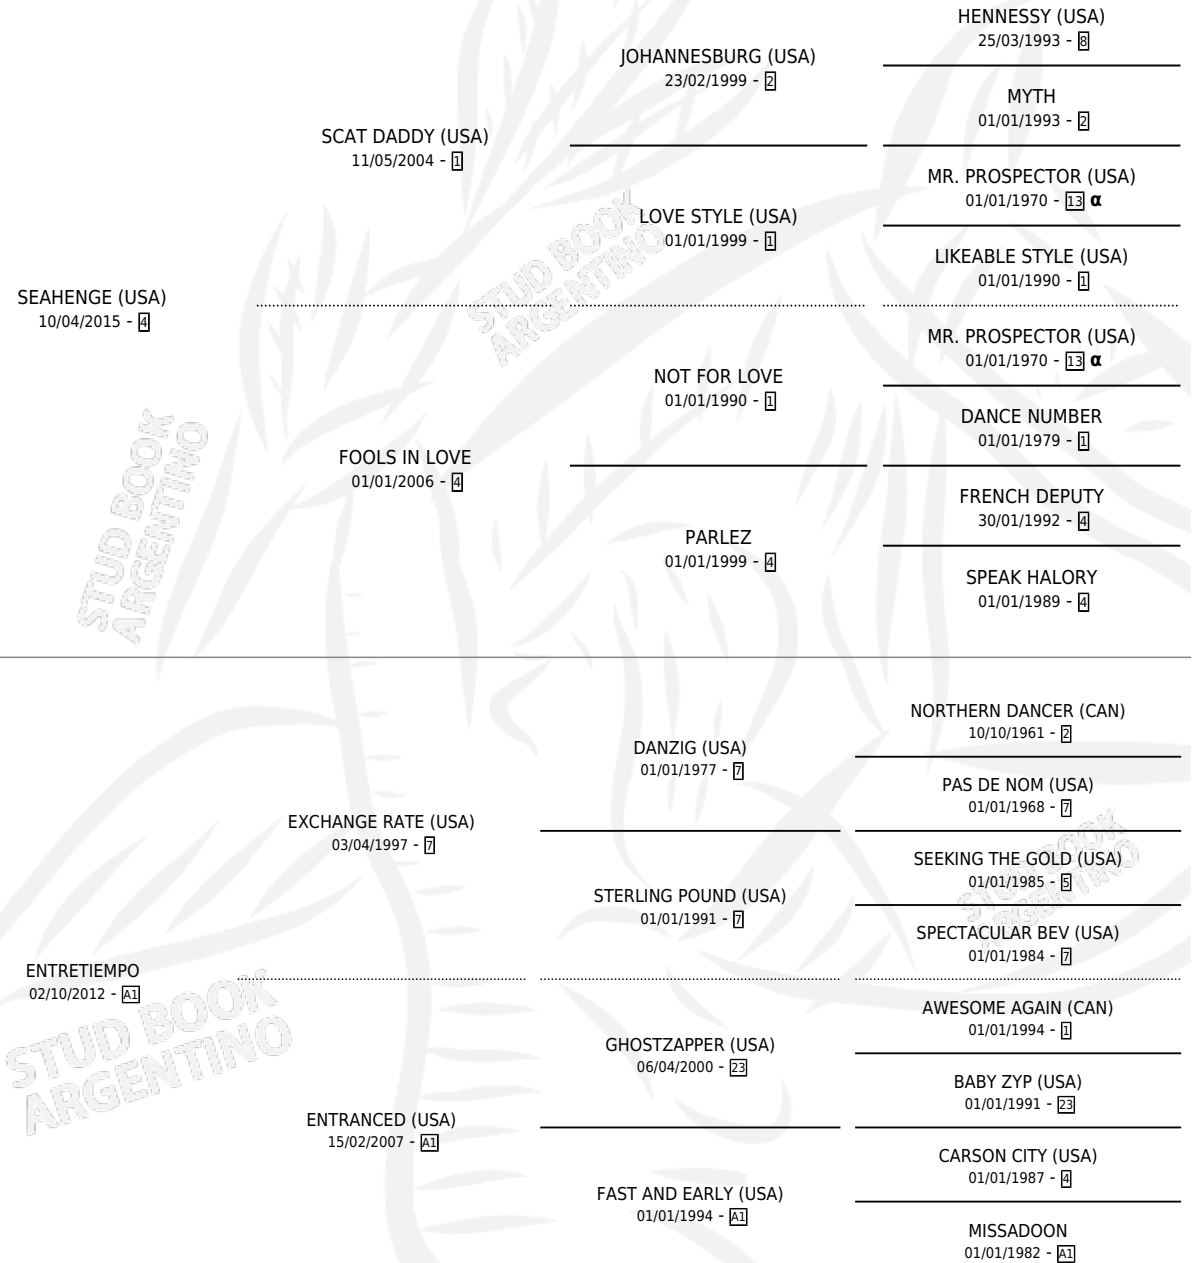 HENNESSY (USA)
25/03/1993 - 8
JOHANNESBURG (USA)
23/02/1999 - 2
MYTH
01/01/1993 - 2
SCAT DADDY (USA)
11/05/2004 - 1
MR. PROSPECTOR (USA)
01/01/1970 - 13 α
LOVE STYLE (USA)
01/01/1999 - 1
LIKEABLE STYLE (USA)
01/01/1990 - 1
SEAHENGE (USA)
10/04/2015 - 4
MR. PROSPECTOR (USA)
01/01/1970 - 13 α
NOT FOR LOVE
01/01/1990 - 1
DANCE NUMBER
01/01/1979 - 1
FOOLS IN LOVE
01/01/2006 - 4
FRENCH DEPUTY
30/01/1992 - 4
PARLEZ
01/01/1999 - 4
SPEAK HALORY
01/01/1989 - 4
NORTHERN DANCER (CAN)
10/10/1961 - 2
DANZIG (USA)
01/01/1977 - 7
PAS DE NOM (USA)
01/01/1968 - 7
EXCHANGE RATE (USA)
03/04/1997 - 7
SEEKING THE GOLD (USA)
01/01/1985 - 5
STERLING POUND (USA)
01/01/1991 - 7
SPECTACULAR BEV (USA)
01/01/1984 - 7
ENTRETIEMPO
02/10/2012 - A1
AWESOME AGAIN (CAN)
01/01/1994 - 1
GHOSTZAPPER (USA)
06/04/2000 - 23
BABY ZYP (USA)
01/01/1991 - 23
ENTRANCED (USA)
15/02/2007 - A1
CARSON CITY (USA)
01/01/1987 - 4
FAST AND EARLY (USA)
01/01/1994 - A1
MISSADOON
01/01/1982 - A1
STUD BOOK
ARGENTINO
STUD BOOK
ARGENTINO
STUD BOOK
ARGENTINO
STUD BOOK
ARGENTINO